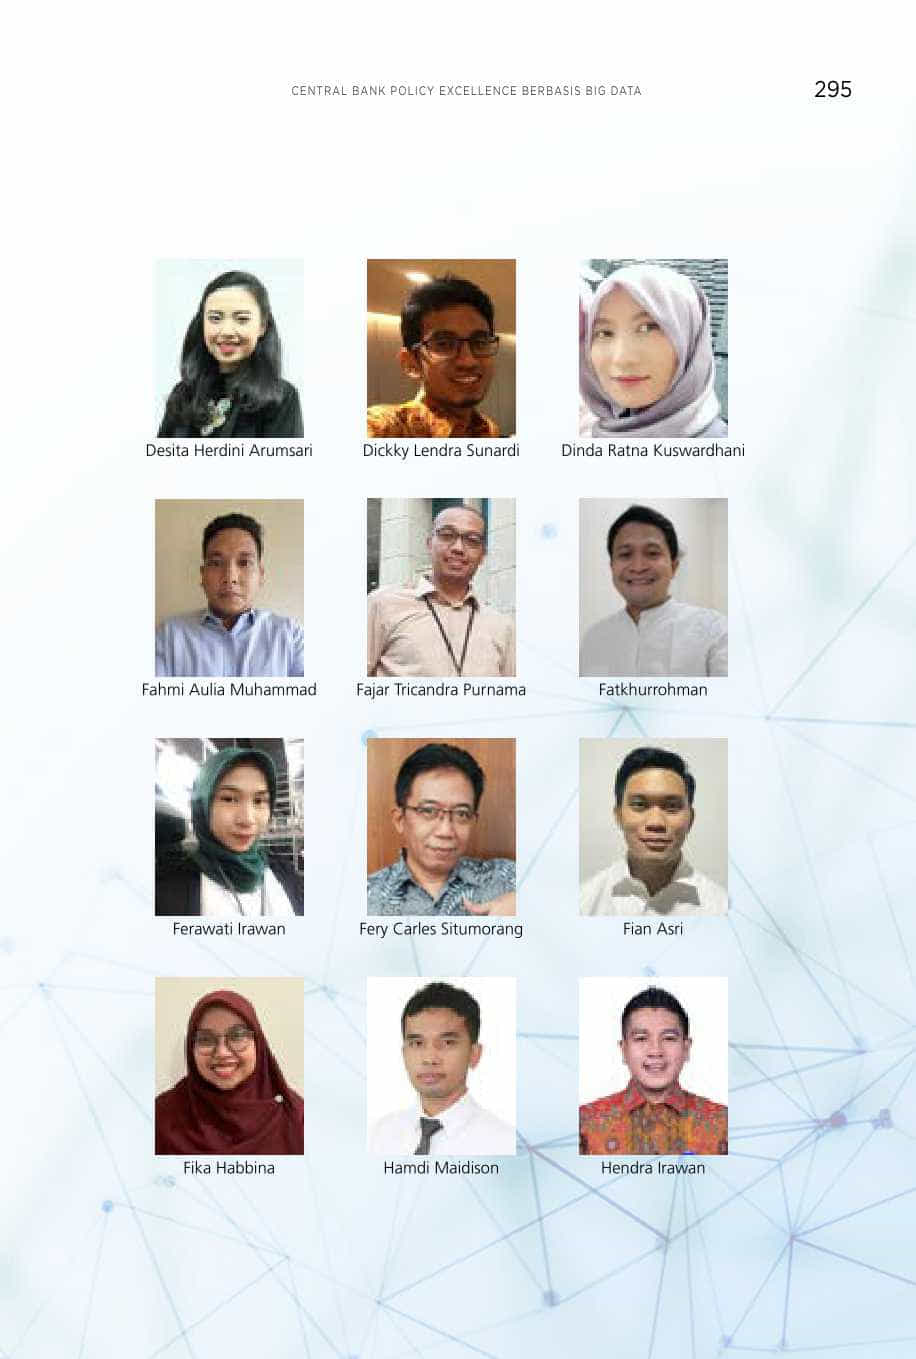 CENTRAL BANK POLICY EXCELLENCE BERBASIS BIG DATA
295
Desita Herdini Arumsari
Dickky Lendra Sunardi
Dinda Ratna Kuswardhani
Fahmi Aulia Muhammad
Fajar Tricandra Purnama
Fatkhurrohman
Ferawati Irawan
Fery Carles Situmorang
Fian Asri
Fika Habbina
Hamdi Maidison
Hendra Irawan